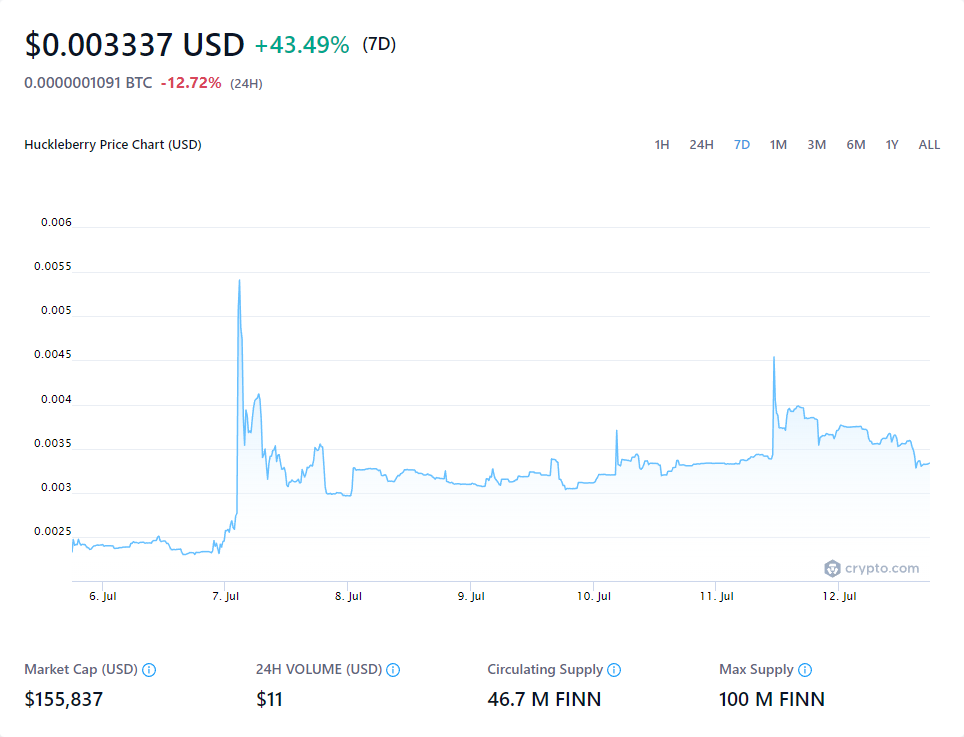 $0.003337 USD +43.49% (7D)
0.0000001091 BTC -12.72% (24H)
Huckleberry Price Chart (USD) 1H 24H 7D 1M 3M 6M 1Y ALL
0.006
0.0055
0.005
0.0045
0.004
0.0035
0.003
0.0025
crypto.com
6. Jul 7. Jul 8. Jul 9. Jul 10. Jul 11. Jul 12. Jul
Market Cap (USD) 24H VOLUME (USD) Circulating Supply Max Supply
$155,837 $11 46.7 M FINN 100 M FINN